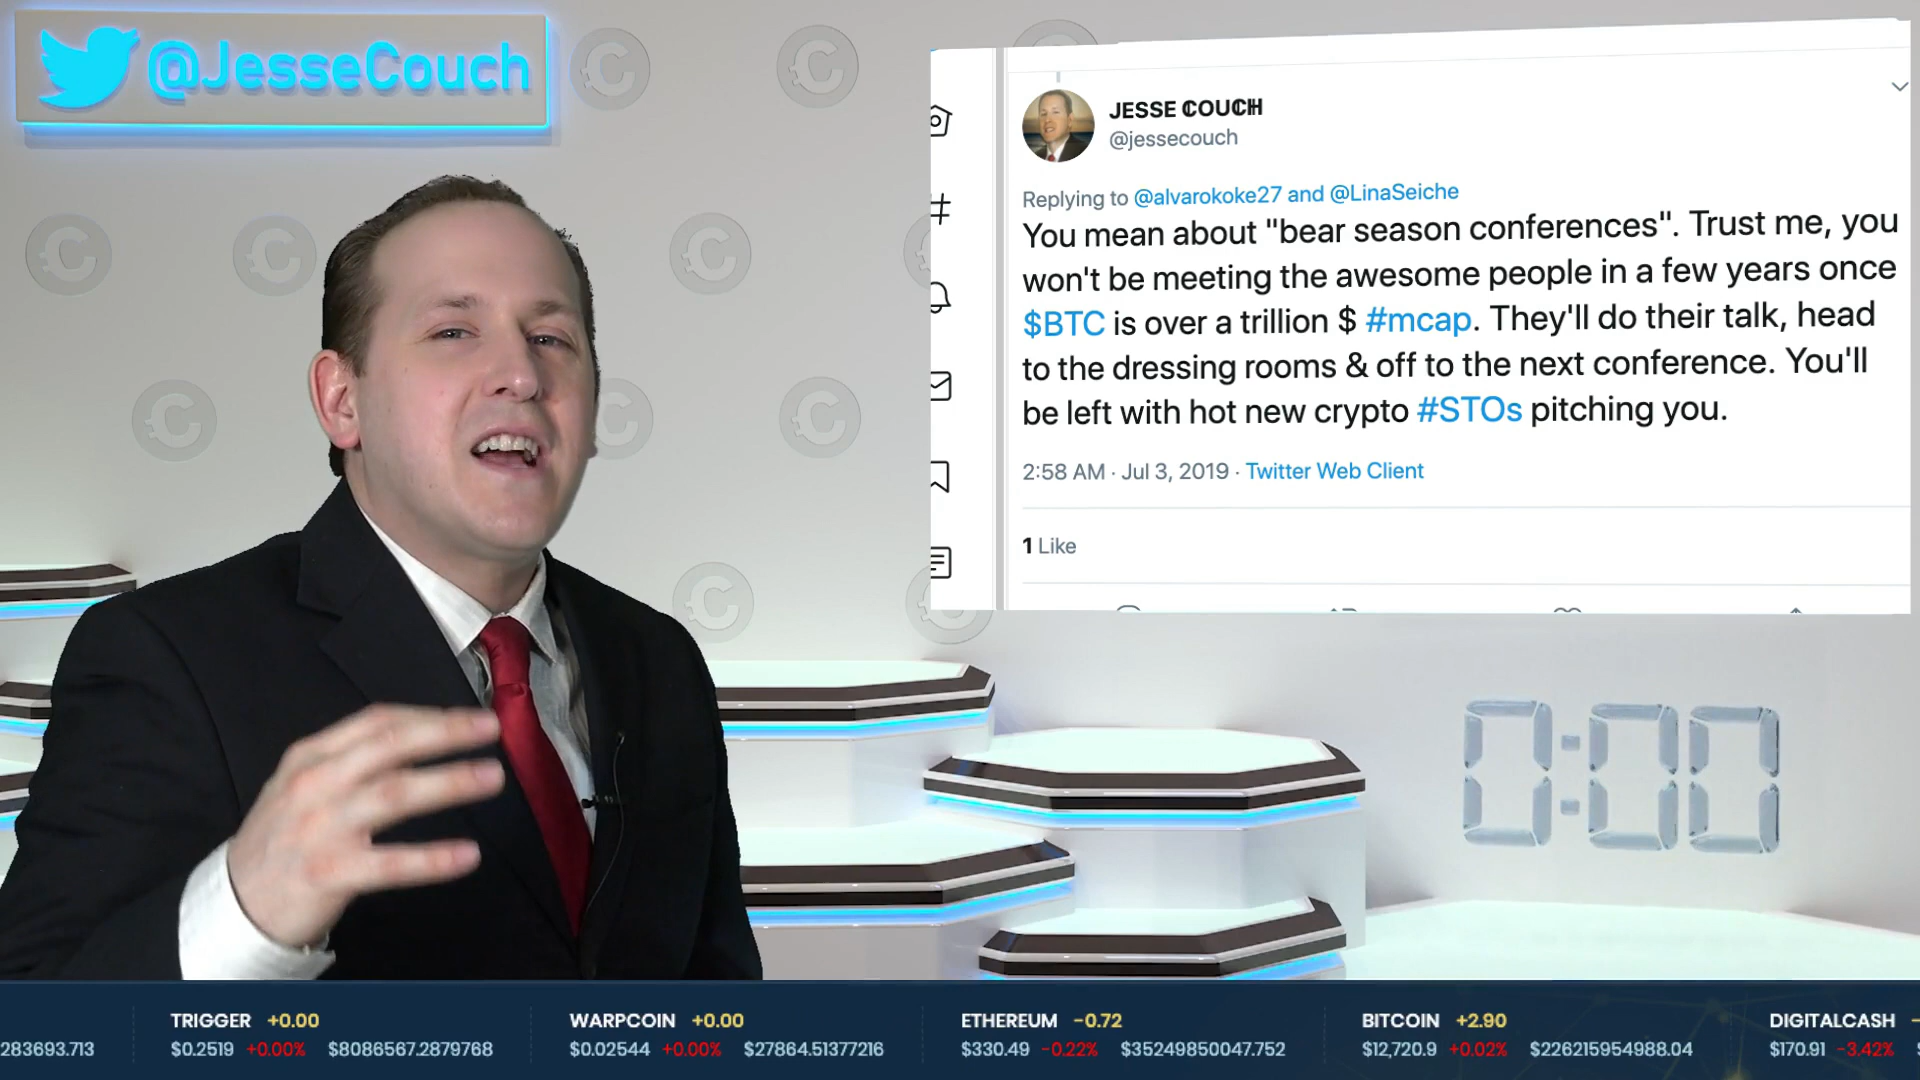 @JesseCouch
JESSE COUCH
@jessecouch
Replying to @alvarokoke27 and @LinaSeiche
You mean about "bear season conferences". Trust me, you
won't be meeting the awesome people in a few years once
$BTC is over a trillion $ #mcap. They'll do their talk, head
to the dressing rooms & off to the next conference. You'll
be left with hot new crypto #STOs pitching you.
2:58 AM · Jul 3, 2019 · Twitter Web Client
1 Like
0:00
TRIGGER +0.00
WARPCOIN +0.00
ETHEREUM -0.72
BITCOIN +2.90
DIGITALCASH
283693.713
$0.2519 +0.00% $8086567.2879768
$0.02544 +0.00% $27864.51377216
$330.49 -0.22% $35249850047.752
$12,720.9 +0.02% $226215954988.04
$170.91 -3.42%